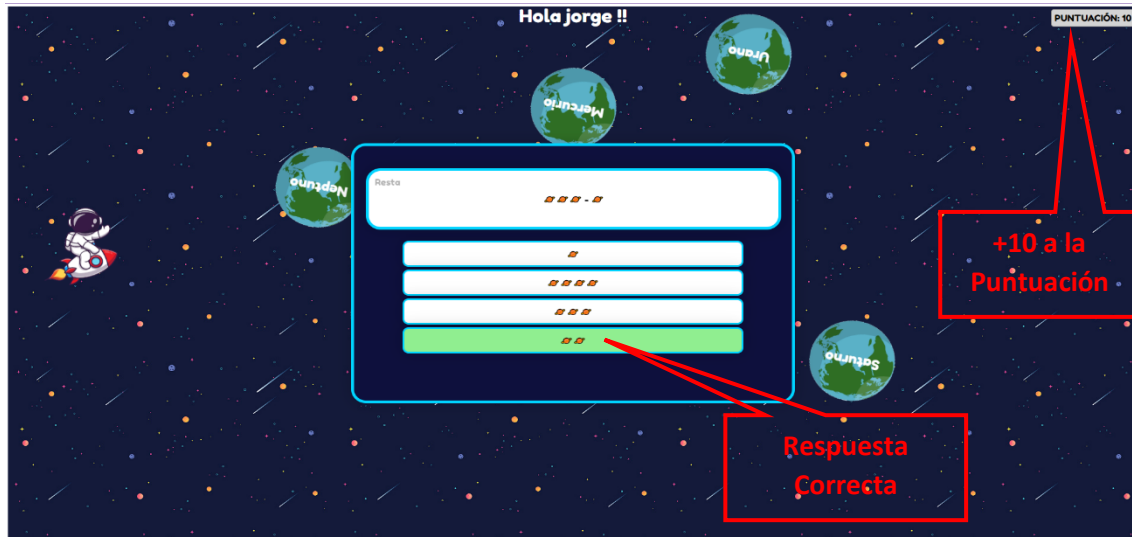 Hola jorge !!
PUNTUACIÓN: 10
Urano
Mercurio
Neptuno
Resta
-
+10 a la
Puntuación
Saturno
Respuesta
Correcta